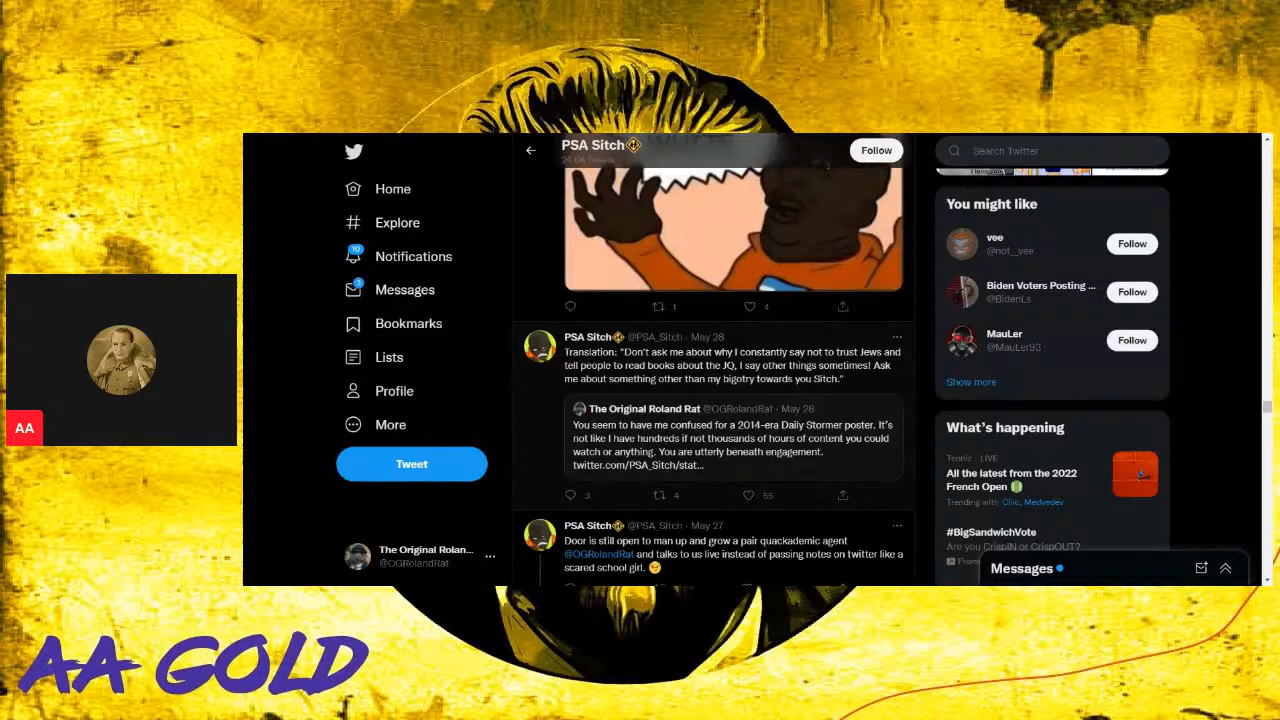 PSA Sitch
24.6K Tweets
Follow
Search Twitter
Home
Explore
10
Notifications
3
Messages
Bookmarks
Lists
Profile
More
Tweet
The Original Rolan...
@OGRolandRat
1
4
PSA Sitch @PSA_Sitch · May 28
Translation: "Don't ask me about why I constantly say not to trust Jews and
tell people to read books about the JQ, I say other things sometimes! Ask
me about something other than my bigotry towards you Sitch."
The Original Roland Rat @OGRolandRat · May 28
You seem to have me confused for a 2014-era Daily Stormer poster. It's
not like I have hundreds if not thousands of hours of content you could
watch or anything. You are utterly beneath engagement.
twitter.com/PSA_Sitch/stat...
3
4
55
PSA Sitch @PSA_Sitch · May 27
Door is still open to man up and grow a pair quackademic agent
@OGRolandRat and talks to us live instead of passing notes on twitter like a
scared school girl.
You might like
vee
@not__vee
Follow
Biden Voters Posting ...
@BidenLs
Follow
MauLer
@MauLer93
Follow
Show more
What's happening
Tennis · LIVE
All the latest from the 2022
French Open
Trending with Cilic, Medvedev
#BigSandwichVote
Are you CrispIN or CrispOUT?
Messages
AA
AA GOLD